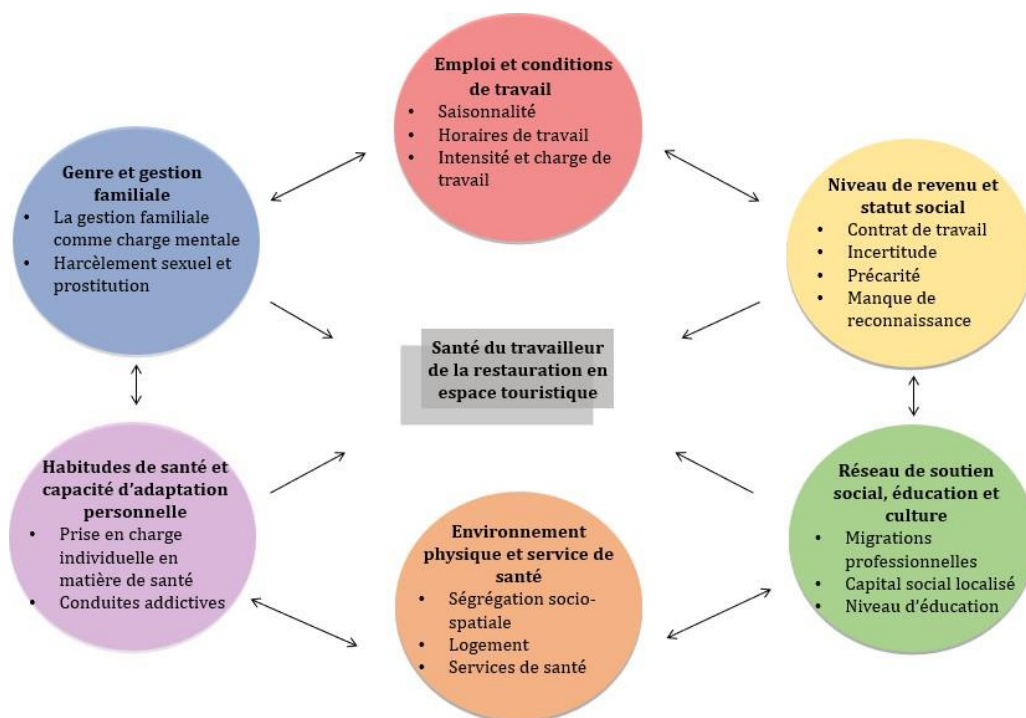 Emploi et conditions
de travail
• Saisonnalité
• Horaires de travail
• Intensité et charge de
travail
Genre et gestion
familiale
• La gestion familiale
comme charge mentale
• Harcèlement sexuel et
prostitution
Niveau de revenu et
statut social
• Contrat de travail
• Incertitude
• Précarité
• Manque de
reconnaissance
Santé du travailleur
de la restauration en
espace touristique
Habitudes de santé et
capacité d'adaptation
personnelle
• Prise en charge
individuelle en
matière de santé
• Conduites addictives
Environnement
physique et service de
santé
• Ségrégation socio-
spatiale
• Logement
• Services de santé
Réseau de soutien
social, éducation et
culture
• Migrations
professionnelles
• Capital social localisé
• Niveau d'éducation